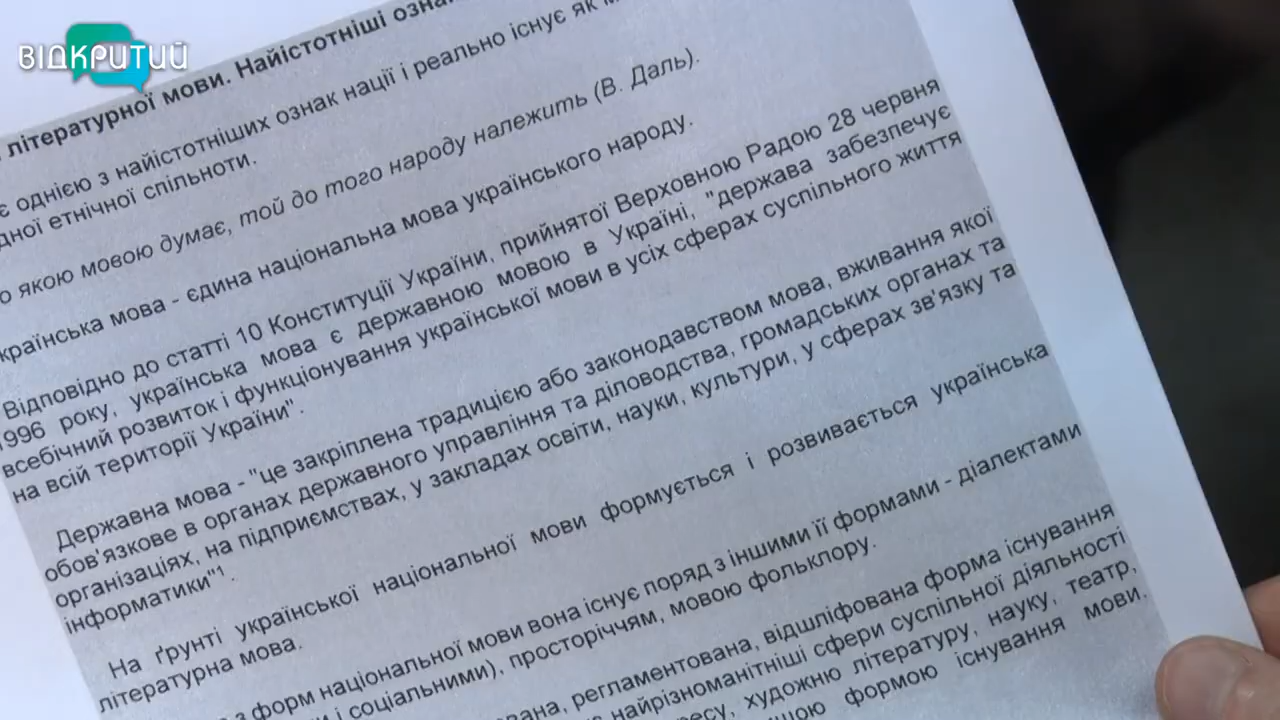 ВІДКРИТИЙ
літературної мови. Найістотніші
є однією з найістотніших ознак нації і реально існує як
етнічної спільноти.
якою мовою думає, той до того народу належить (В. Даль).
мова - єдина національна мова українського народу.
Відповідно до статті 10 Конституції України, прийнятої Верховною Радою 28 червня
1996 року, українська мова є державною мовою в Україні, "держава забезпечує
всебічний розвиток і функціонування української мови в усіх сферах суспільного життя
на всій території України".
Державна мова - "це закріплена традицією або законодавством мова, вживання якої
обов'язкове в органах державного управління та діловодства, громадських органах та
організаціях, на підприємствах, у закладах освіти, науки, культури, у сферах зв'язку та
інформатики"¹.
На ґрунті української національної мови формується і розвивається українська
літературна мова.
з форм національної мови вона існує поряд з іншими її формами - діалектами
і соціальними), просторіччям, мовою фольклору.
регламентована, відшліфована форма існування
найрізноманітніші сфери суспільної діяльності
художню літературу, науку, театр,
формою існування мови.